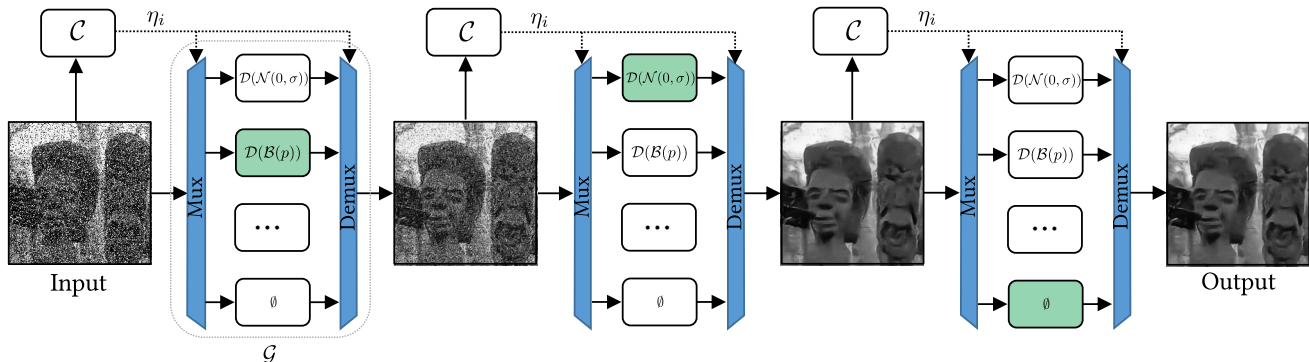 𝒞 η_i 𝒞 η_i 𝒞 η_i
𝒟(𝒩(0, σ)) 𝒟(𝒩(0, σ)) 𝒟(𝒩(0, σ))
𝒟(ℬ(p)) 𝒟(ℬ(p)) 𝒟(ℬ(p))
Mux Demux Mux Demux Mux Demux
... ... ...
Input Output
∅ ∅ ∅
𝒢